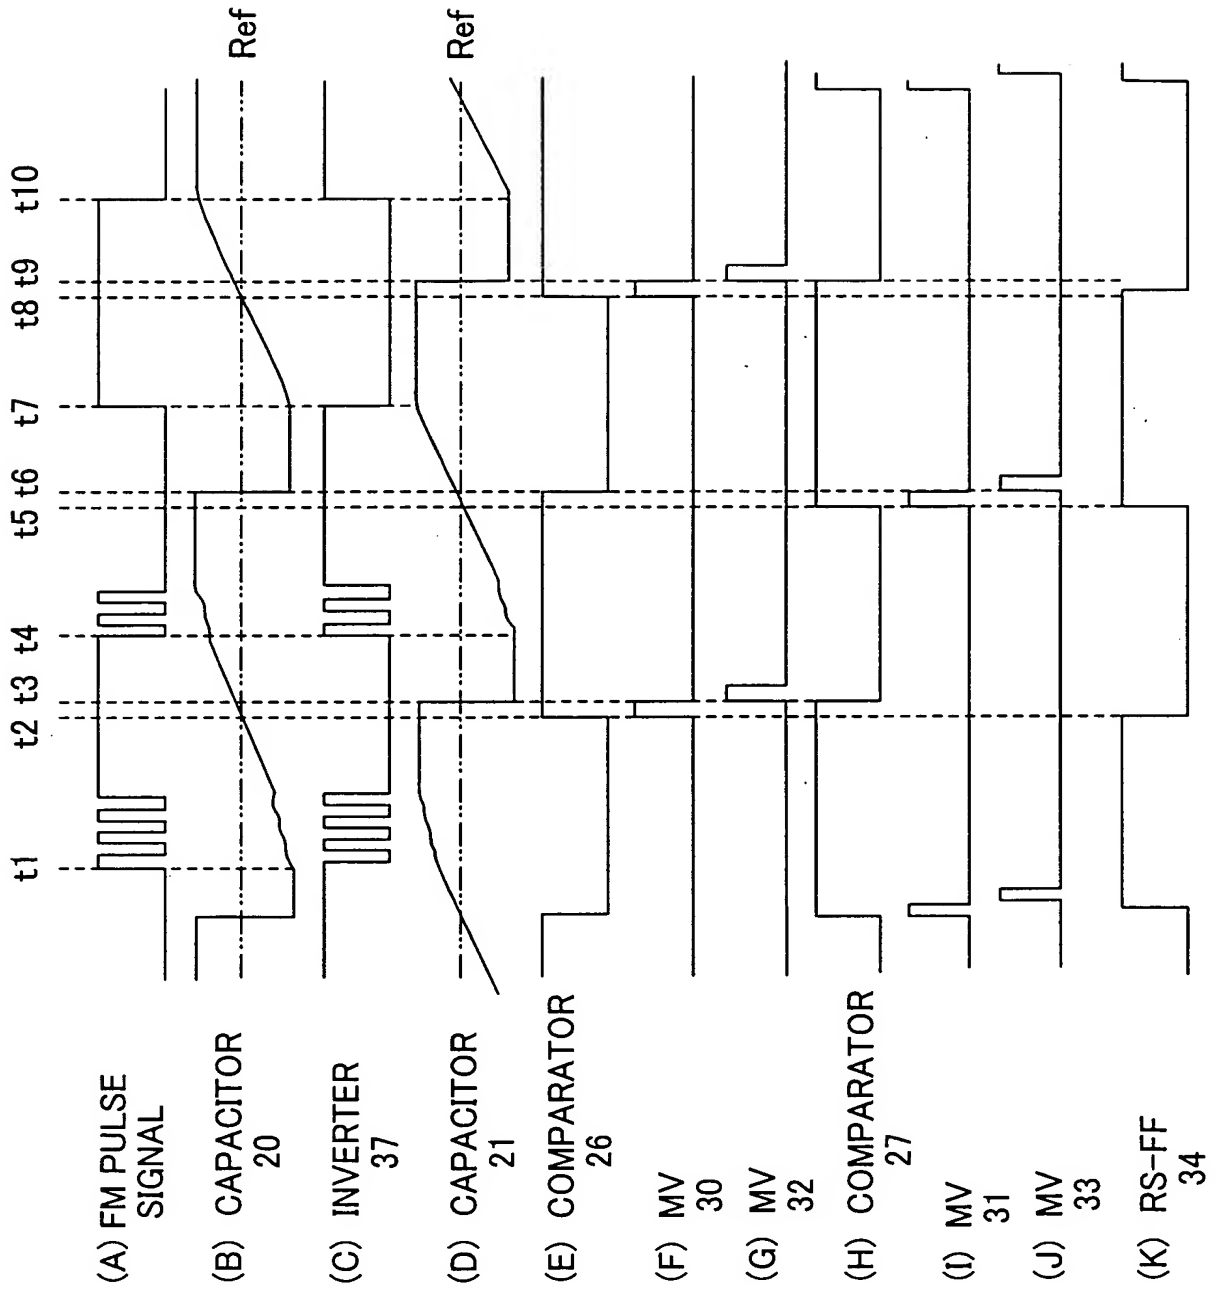 t1
t2
t3
t4
t5
t6
t7
t8
t9
t10
(A) FM PULSE
SIGNAL
(B) CAPACITOR
20
Ref
(C) INVERTER
37
(D) CAPACITOR
21
Ref
(E) COMPARATOR
26
(F) MV
30
(G) MV
32
(H) COMPARATOR
27
(I) MV
31
(J) MV
33
(K) RS-FF
34